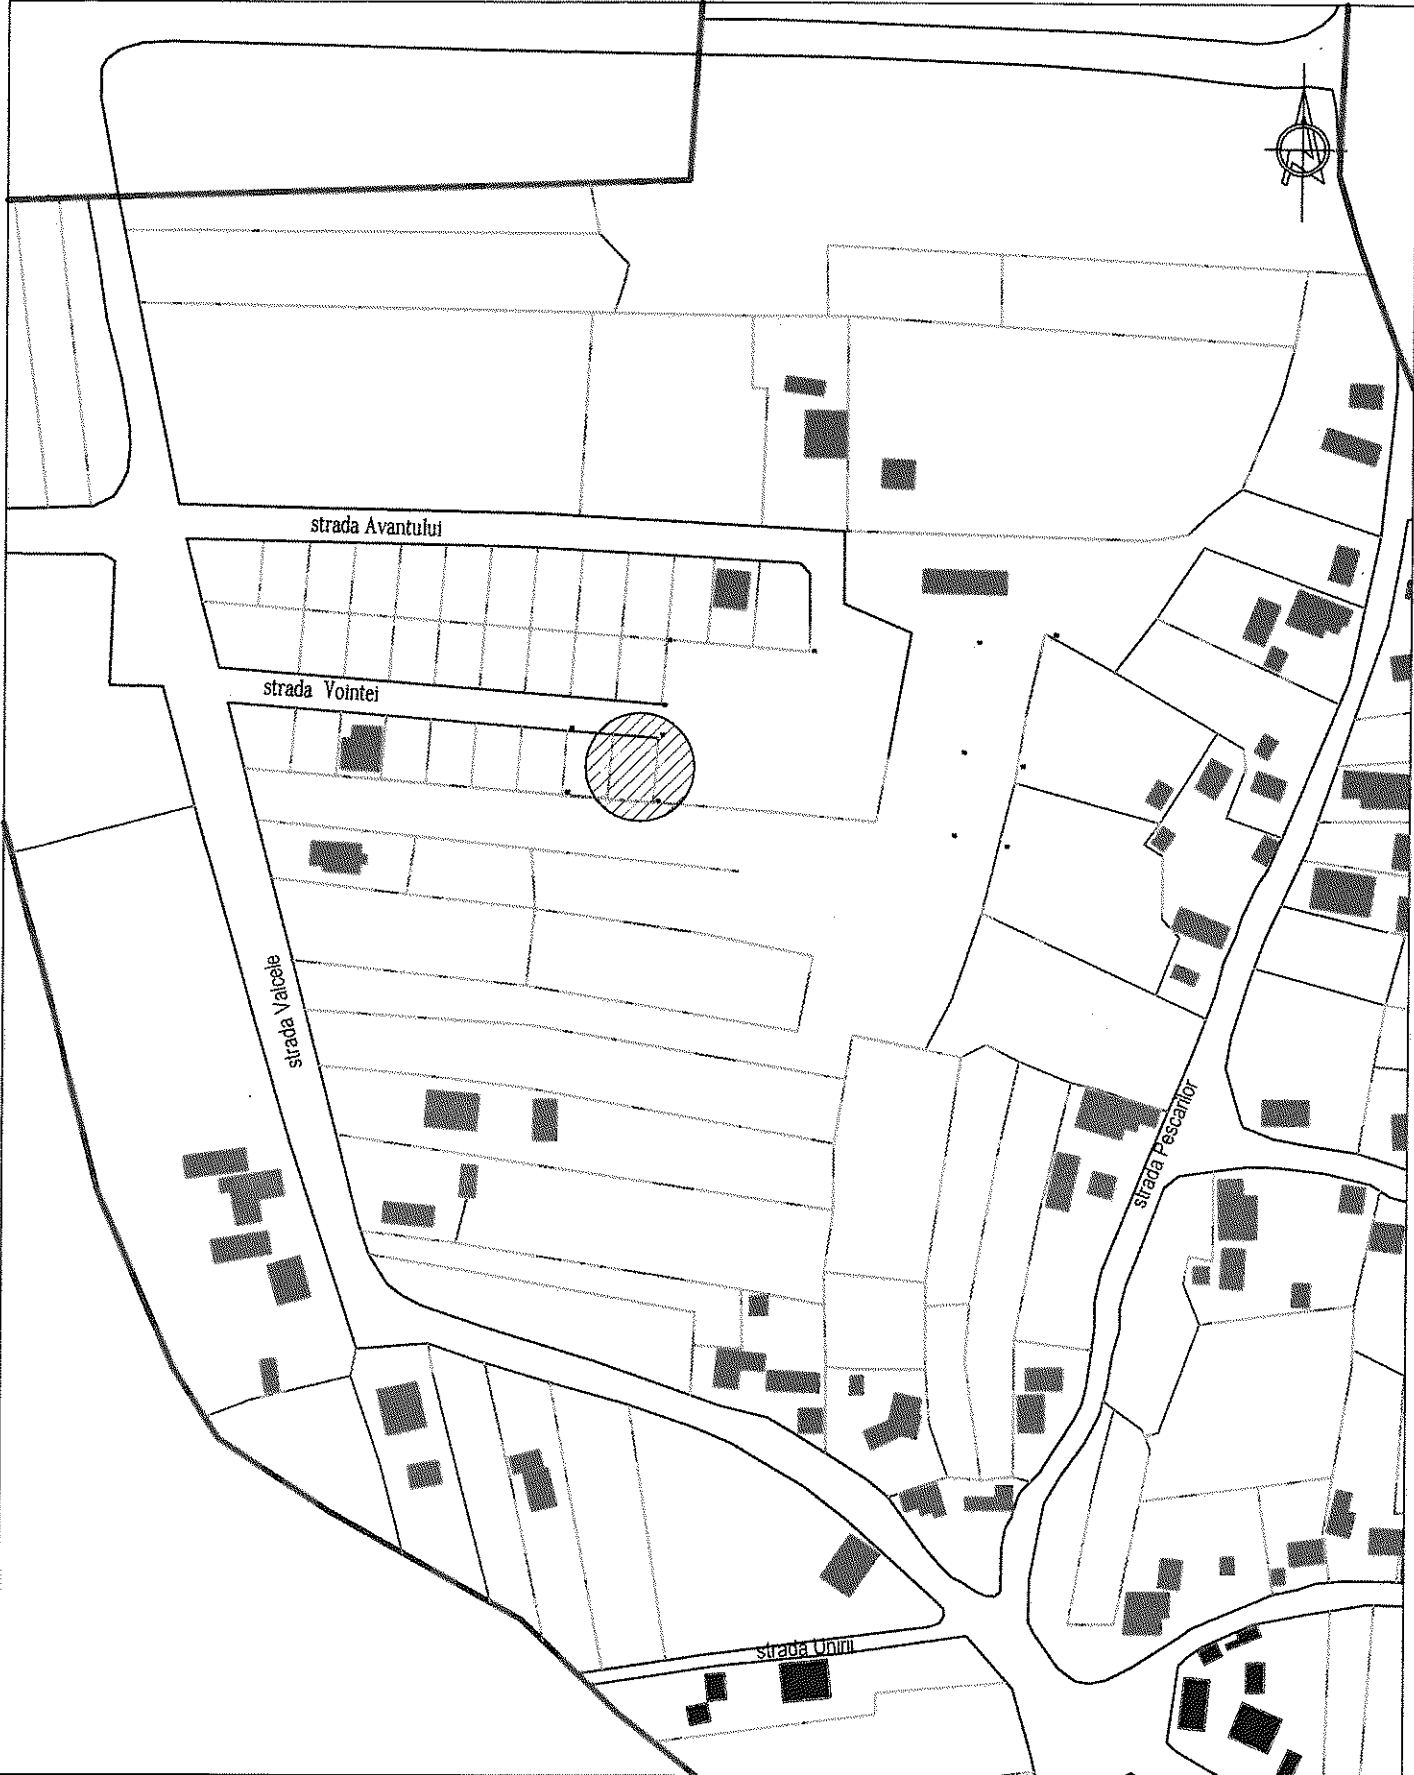 strada Avantului
strada Vointei
strada Valcele
strada Pescarilor
strada Unirii